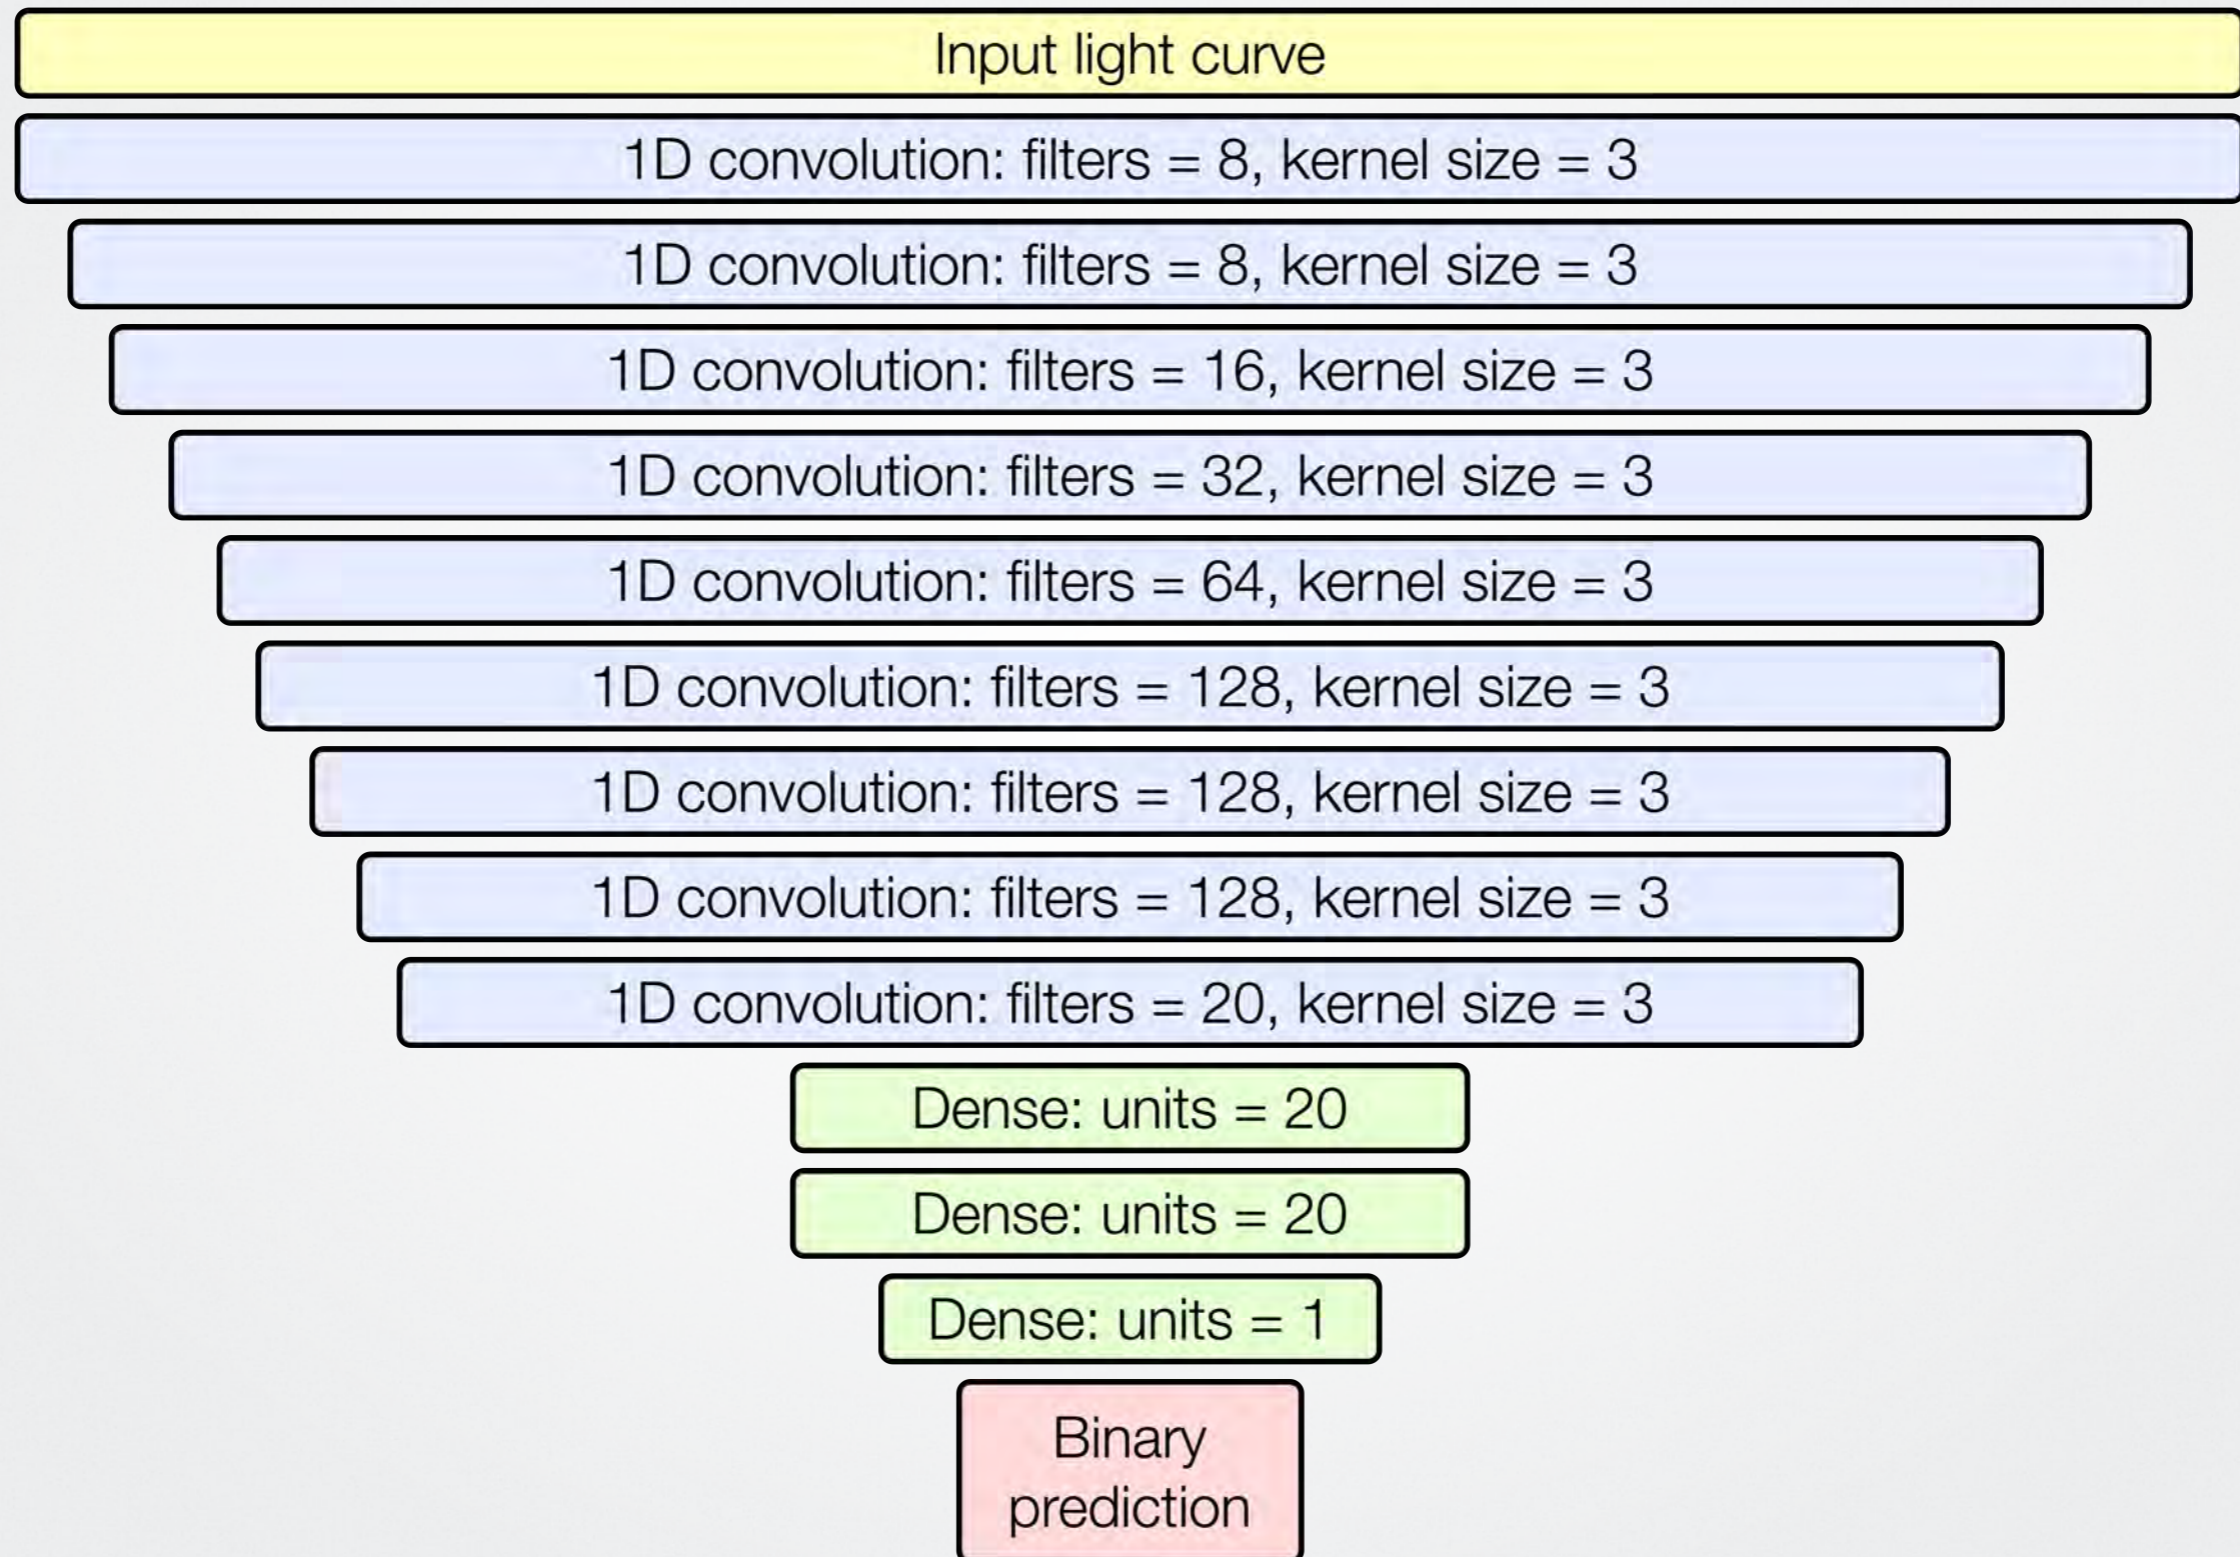 Input light curve
1D convolution: filters = 8, kernel size = 3
1D convolution: filters = 8, kernel size = 3
1D convolution: filters = 16, kernel size = 3
1D convolution: filters = 32, kernel size = 3
1D convolution: filters = 64, kernel size = 3
1D convolution: filters = 128, kernel size = 3
1D convolution: filters = 128, kernel size = 3
1D convolution: filters = 128, kernel size = 3
1D convolution: filters = 20, kernel size = 3
Dense: units = 20
Dense: units = 20
Dense: units = 1
Binary
prediction